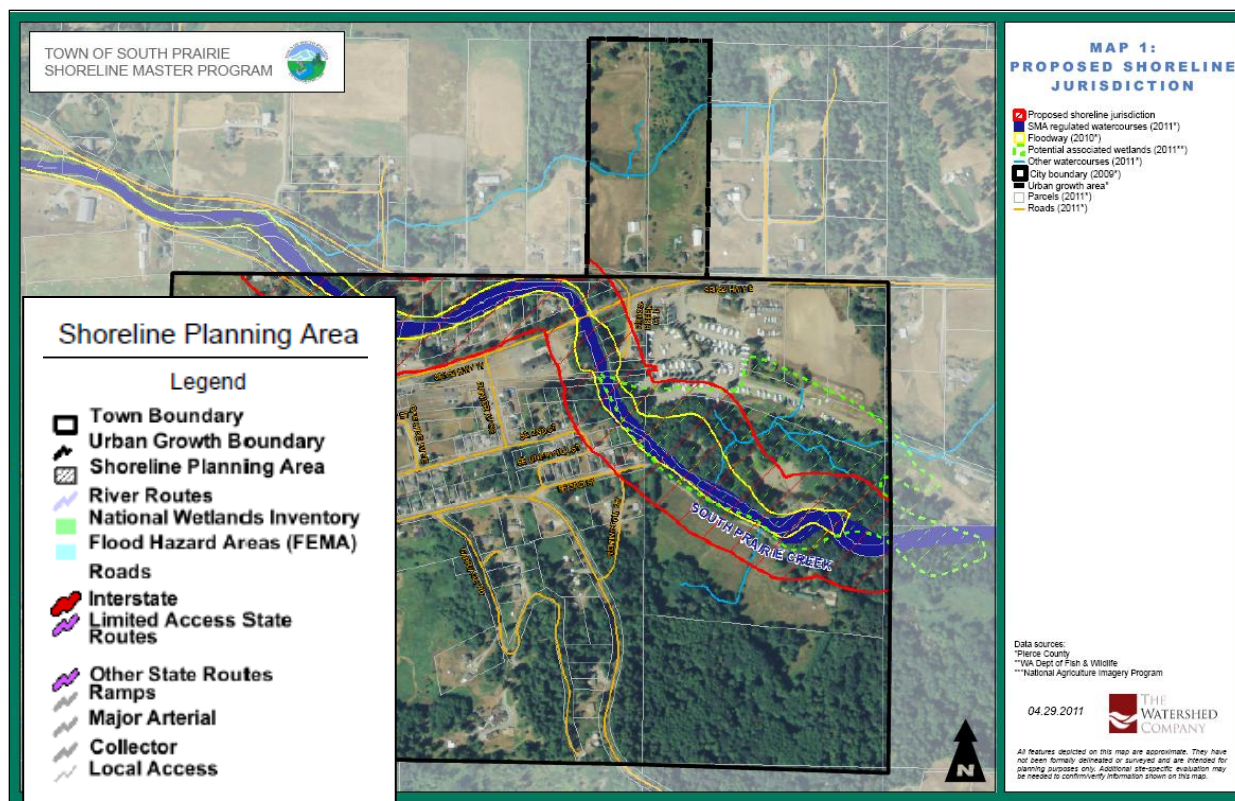 TOWN OF SOUTH PRAIRIE
SHORELINE MASTER PROGRAM
MAP 1:
PROPOSED SHORELINE
JURISDICTION
Proposed shoreline jurisdiction
SMA regulated watercourses (2011*)
Floodway (2010*)
Potential associated wetlands (2011**)
Other watercourses (2011*)
City boundary (2009*)
Urban growth area*
Parcels (2011*)
Roads (2011*)
Shoreline Planning Area
Legend
Town Boundary
Urban Growth Boundary
Shoreline Planning Area
River Routes
National Wetlands Inventory
Flood Hazard Areas (FEMA)
Roads
Interstate
Limited Access State
Routes
Other State Routes
Ramps
Major Arterial
Collector
Local Access
SOUTH PRAIRIE CREEK
N
Data sources:
*Pierce County
**WA Dept of Fish & Wildlife
***National Agriculture Imagery Program
04.29.2011
THE
WATERSHED
COMPANY
All features depicted on this map are approximate. They have
not been formally delineated or surveyed and are intended for
planning purposes only. Additional site-specific evaluation may
be needed to confirm/verify information shown on this map.